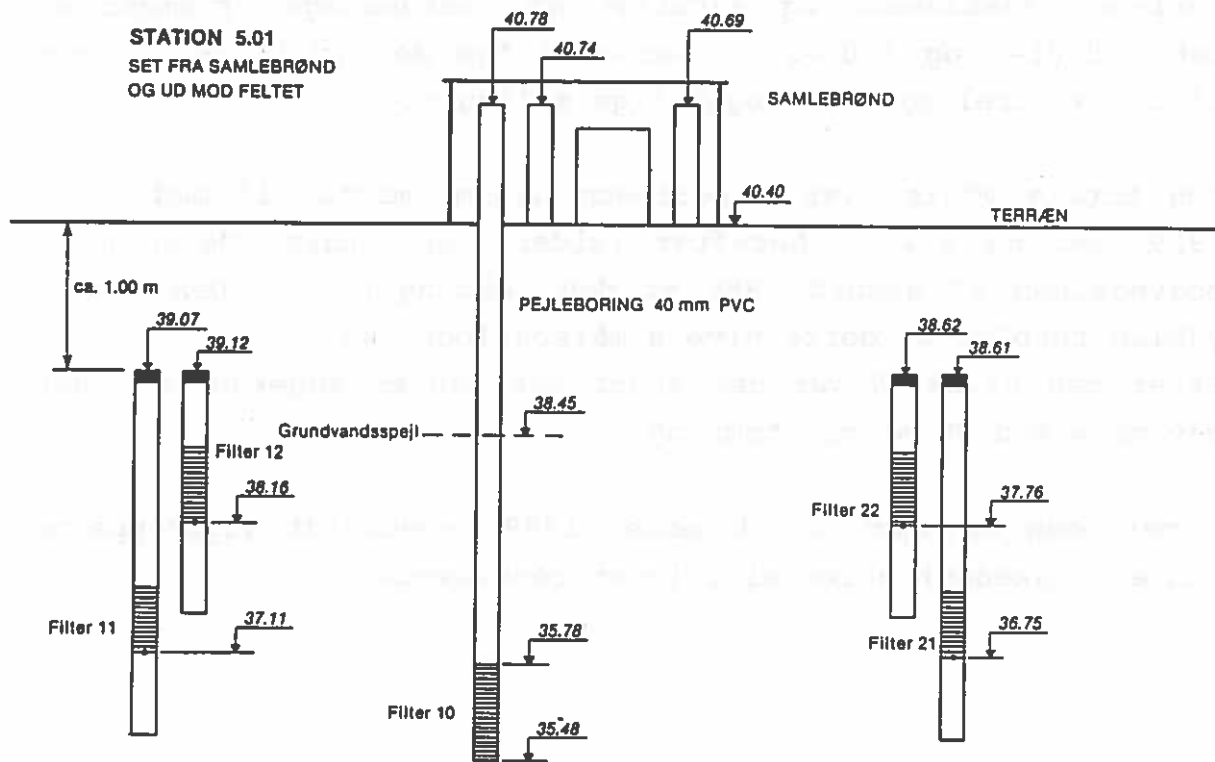 STATION 5.01
SET FRA SAMLEBRØND
OG UD MOD FELTET
40.78
40.74
40.69
SAMLEBRØND
40.40
TERRÆN
ca. 1.00 m
PEJLEBORING 40 mm PVC
39.07
39.12
38.62
38.61
38.45
Grundvandsspejl
Filter 12
38.16
Filter 22
37.76
Filter 11
37.11
Filter 21
36.75
35.78
Filter 10
35.48